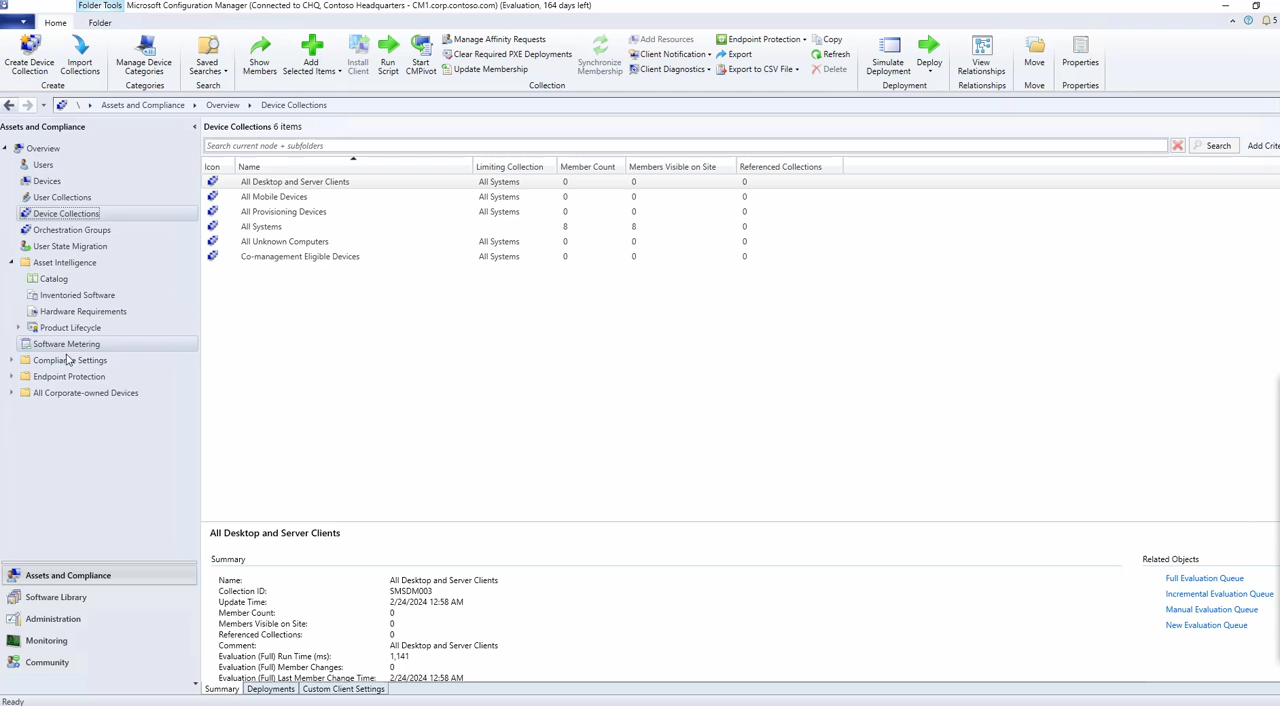 Folder Tools Microsoft Configuration Manager (Connected to CHQ, Contoso Headquarters - CM1.corp.contoso.com) (Evaluation, 164 days left)
Home Folder
Create Device Collection
Import Collections
Create
Manage Device Categories
Categories
Saved Searches
Search
Show Members
Add Selected Items
Install Client
Run Script
Start CMPivot
Manage Affinity Requests
Clear Required PXE Deployments
Update Membership
Synchronize Membership
Add Resources
Client Notification
Client Diagnostics
Endpoint Protection
Export
Export to CSV File
Copy
Refresh
Delete
Collection
Simulate Deployment
Deploy
Deployment
View Relationships
Relationships
Move
Move
Properties
Properties
\ Assets and Compliance Overview Device Collections
Assets and Compliance
Overview
Users
Devices
User Collections
Device Collections
Orchestration Groups
User State Migration
Asset Intelligence
Catalog
Inventoried Software
Hardware Requirements
Product Lifecycle
Software Metering
Compliance Settings
Endpoint Protection
All Corporate-owned Devices
Assets and Compliance
Software Library
Administration
Monitoring
Community
Device Collections 6 items
Search current node + subfolders Search Add Crite
Icon Name Limiting Collection Member Count Members Visible on Site Referenced Collections
All Desktop and Server Clients All Systems 0 0 0
All Mobile Devices All Systems 0 0 0
All Provisioning Devices All Systems 0 0 0
All Systems 8 8 0
All Unknown Computers All Systems 0 0 0
Co-management Eligible Devices All Systems 0 0 0
All Desktop and Server Clients
Summary
Name: All Desktop and Server Clients
Collection ID: SMSDM003
Update Time: 2/24/2024 12:58 AM
Member Count: 0
Members Visible on Site: 0
Referenced Collections: 0
Comment: All Desktop and Server Clients
Evaluation (Full) Run Time (ms): 1,141
Evaluation (Full) Member Changes: 0
Evaluation (Full) Last Member Change Time: 2/24/2024 12:58 AM
Related Objects
Full Evaluation Queue
Incremental Evaluation Queue
Manual Evaluation Queue
New Evaluation Queue
Summary Deployments Custom Client Settings
Ready